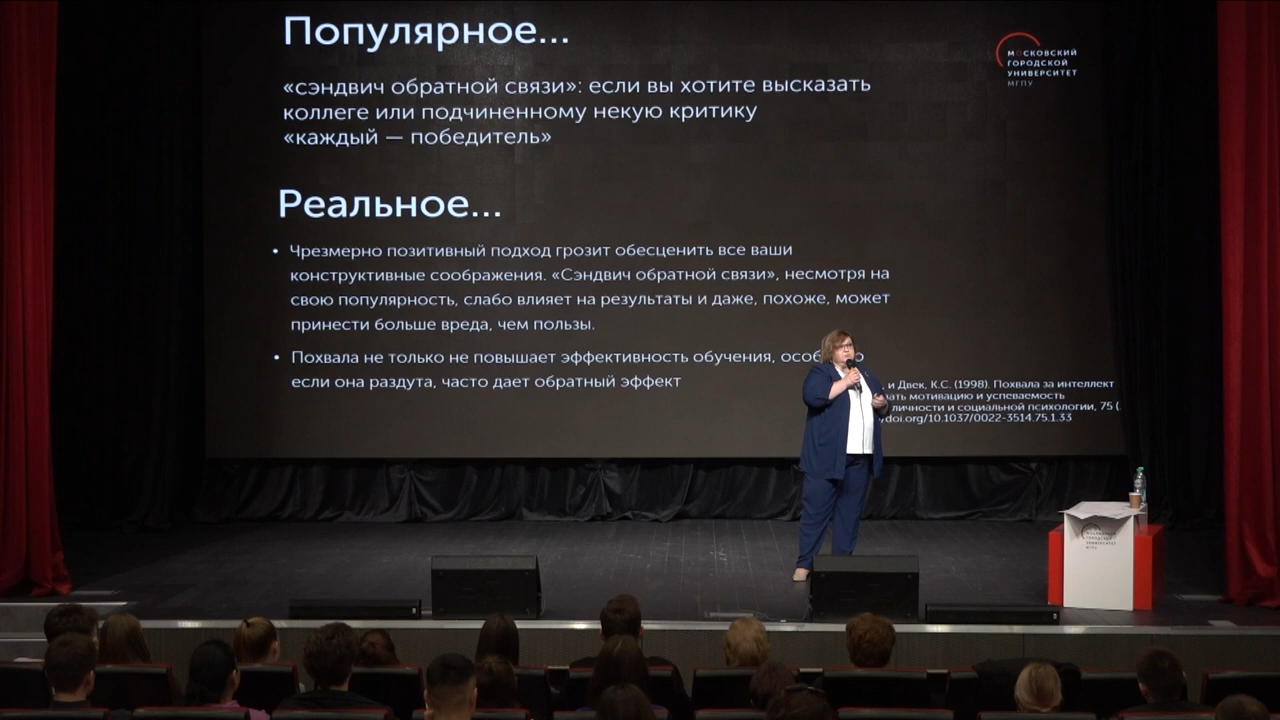 Популярное...
МОСКОВСКИЙ
ГОРОДСКОЙ
УНИВЕРСИТЕТ
МГПУ
«сэндвич обратной связи»: если вы хотите высказать
коллеге или подчиненному некую критику
«каждый — победитель»
Реальное...
• Чрезмерно позитивный подход грозит обесценить все ваши
конструктивные соображения. «Сэндвич обратной связи», несмотря на
свою популярность, слабо влияет на результаты и даже, похоже, может
принести больше вреда, чем пользы.
• Похвала не только не повышает эффективность обучения,
если она раздута, часто дает обратный эффект
и Двек, К.С. (1998). Похвала за интеллект
мотивацию и успеваемость
личности и социальной психологии, 75 (
doi.org/10.1037/0022-3514.75.1.33
МОСКОВСКИЙ
ГОРОДСКОЙ
УНИВЕРСИТЕТ
МГПУ